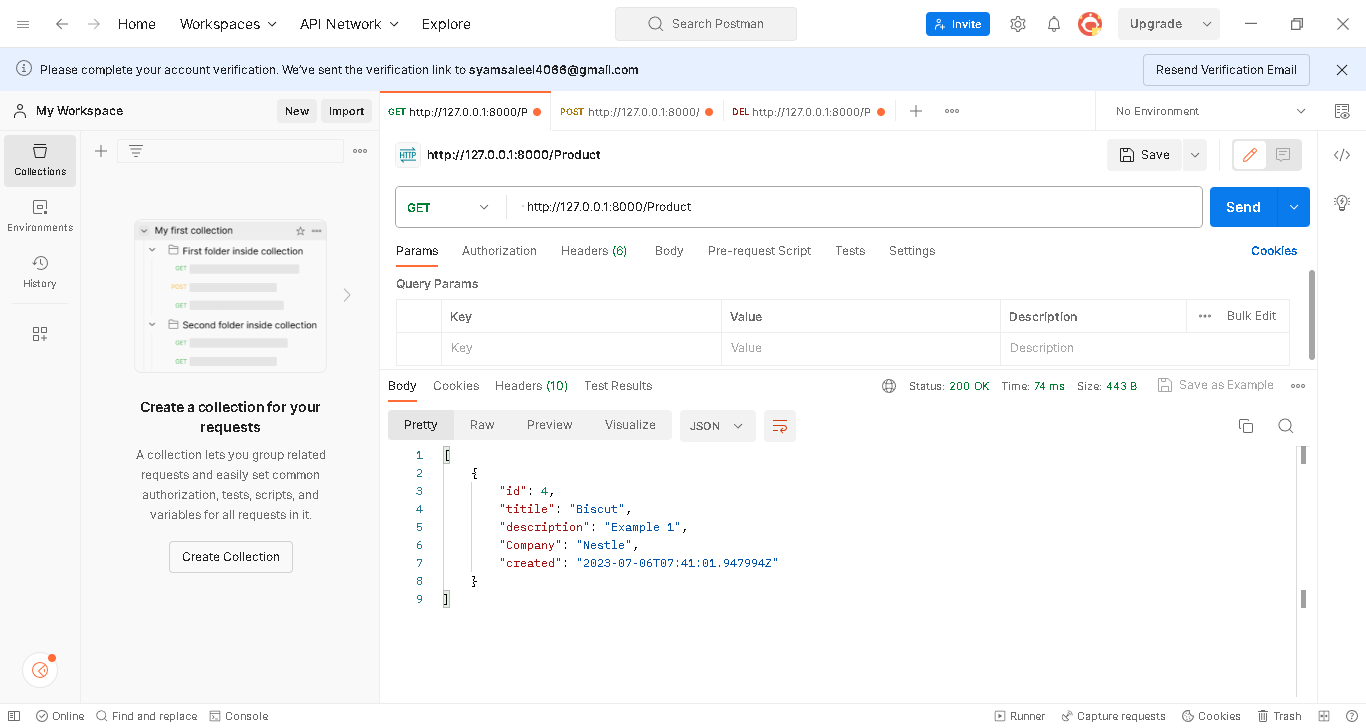 Home Workspaces API Network Explore Search Postman Invite Upgrade
Please complete your account verification. We've sent the verification link to syamsaleel4066@gmail.com Resend Verification Email
My Workspace New Import GET http://127.0.0.1:8000/P POST http://127.0.0.1:8000/ DEL http://127.0.0.1:8000/P No Environment
Collections
Environments
History
My first collection
First folder inside collection
GET
POST
GET
Second folder inside collection
GET
GET
Create a collection for your
requests
A collection lets you group related
requests and easily set common
authorization, tests, scripts, and
variables for all requests in it.
Create Collection
HTTP http://127.0.0.1:8000/Product Save
GET http://127.0.0.1:8000/Product Send
Params Authorization Headers (6) Body Pre-request Script Tests Settings Cookies
Query Params
Key Value Description Bulk Edit
Key Value Description
Body Cookies Headers (10) Test Results Status: 200 OK Time: 74 ms Size: 443 B Save as Example
Pretty Raw Preview Visualize JSON
1 [
2 {
3 "id": 4,
4 "titile": "Biscut",
5 "description": "Example 1",
6 "Company": "Nestle",
7 "created": "2023-07-06T07:41:01.947994Z"
8 }
9 ]
Online Find and replace Console Runner Capture requests Cookies Trash